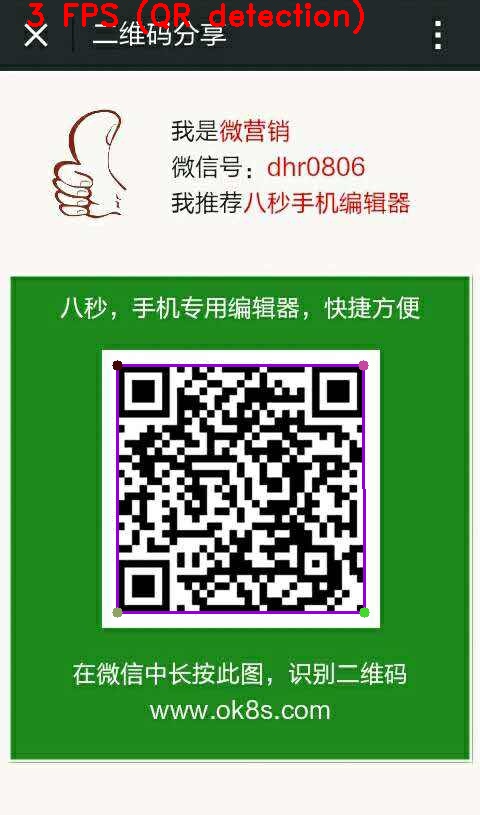 3 FPS (QR detection)
二维码分享
我是微营销
微信号：dhr0806
我推荐八秒手机编辑器
八秒，手机专用编辑器，快捷方便
在微信中长按此图，识别二维码
www.ok8s.com